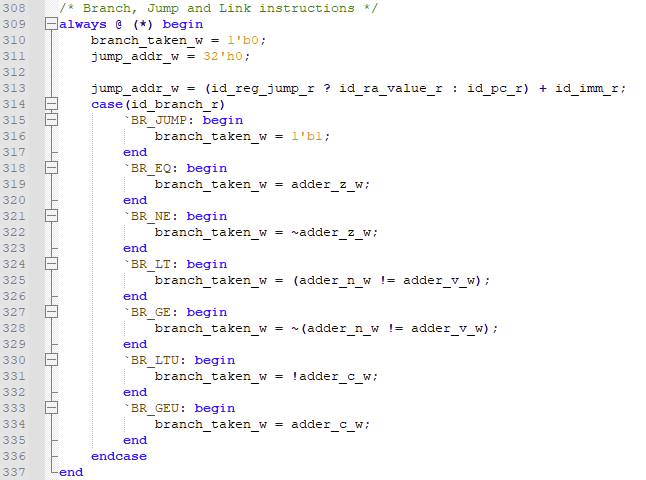 308 /* Branch, Jump and Link instructions */
309 always @ (*) begin
310 branch_taken_w = 1'b0;
311 jump_addr_w = 32'h0;
312
313 jump_addr_w = (id_reg_jump_r ? id_ra_value_r : id_pc_r) + id_imm_r;
314 case(id_branch_r)
315 `BR_JUMP: begin
316 branch_taken_w = 1'b1;
317 end
318 `BR_EQ: begin
319 branch_taken_w = adder_z_w;
320 end
321 `BR_NE: begin
322 branch_taken_w = ~adder_z_w;
323 end
324 `BR_LT: begin
325 branch_taken_w = (adder_n_w != adder_v_w);
326 end
327 `BR_GE: begin
328 branch_taken_w = ~(adder_n_w != adder_v_w);
329 end
330 `BR_LTU: begin
331 branch_taken_w = !adder_c_w;
332 end
333 `BR_GEU: begin
334 branch_taken_w = adder_c_w;
335 end
336 endcase
337 end